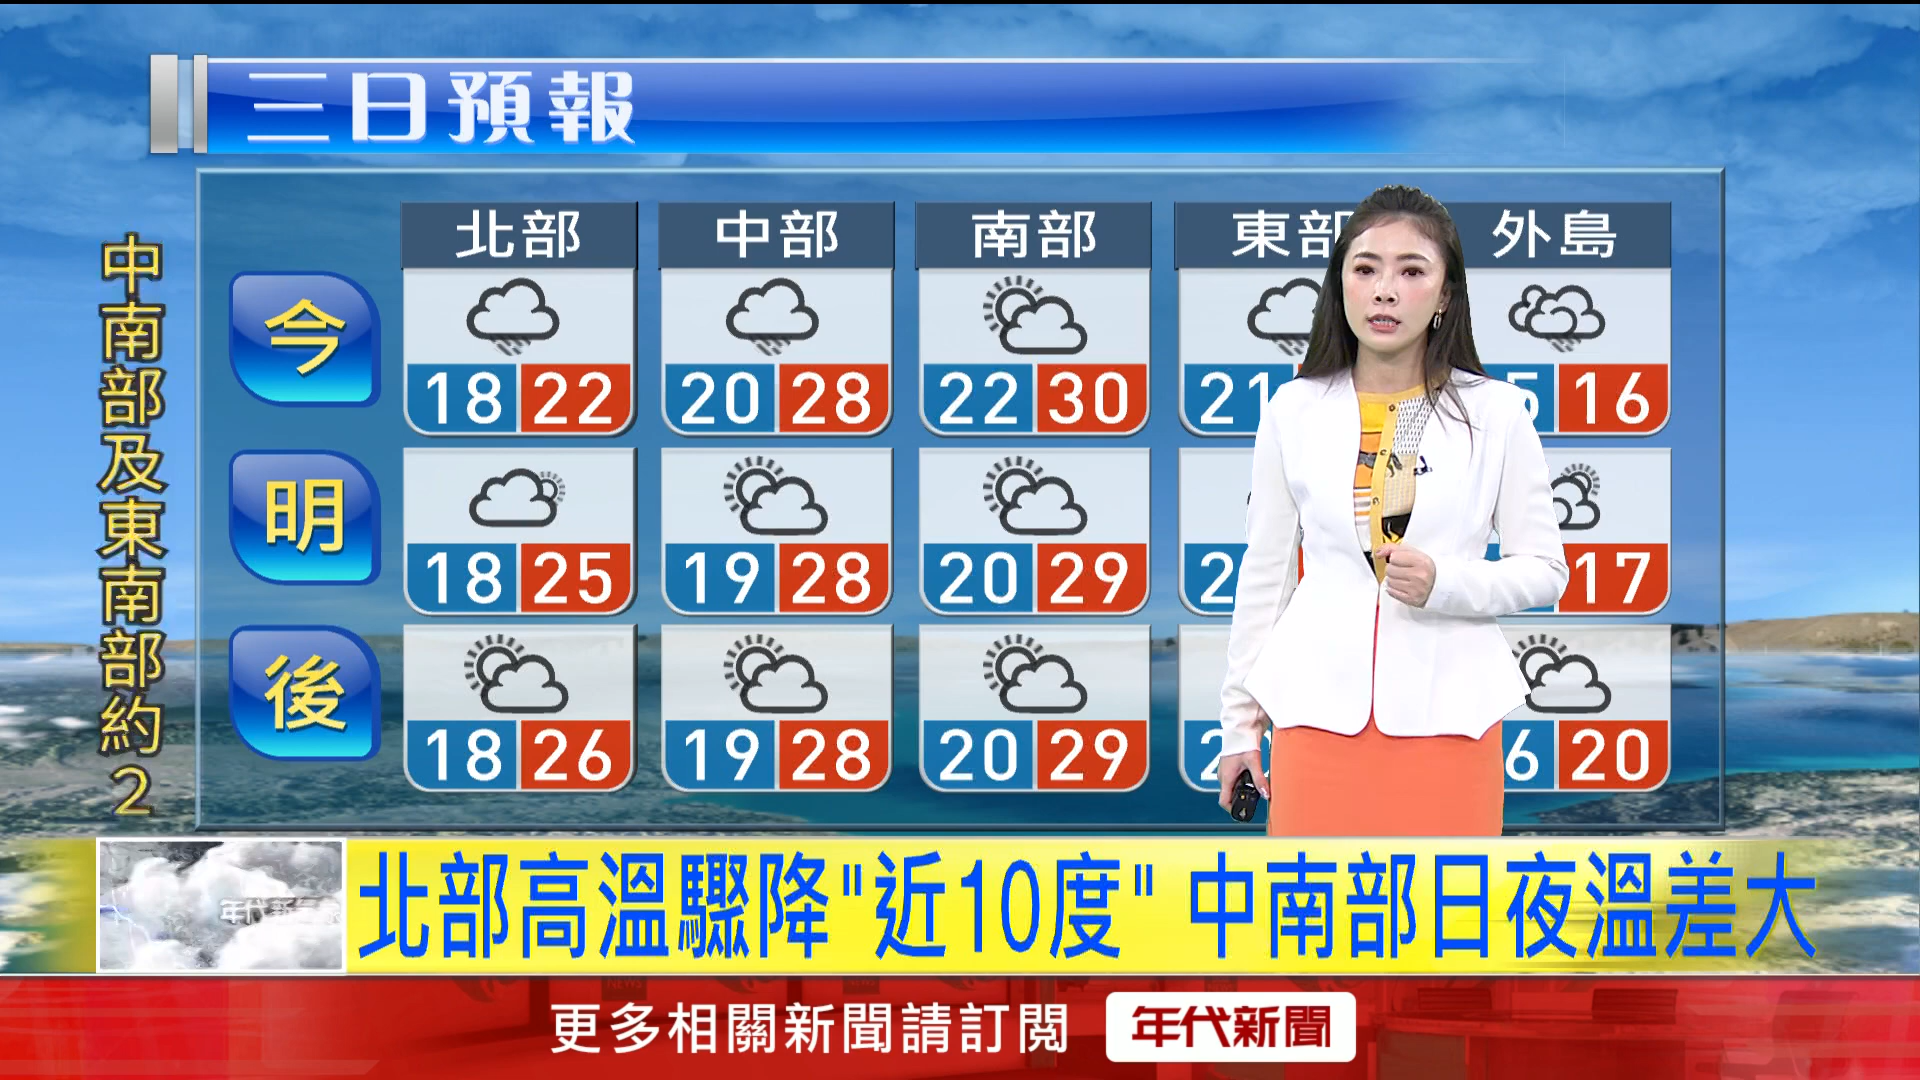 三日預報
北部 中部 南部 東部 外島
今
18 22 20 28 22 30 21 16
明
18 25 19 28 20 29 17
後
18 26 19 28 20 29 20
中南部及東南部約2
北部高溫驟降"近10度" 中南部日夜溫差大
更多相關新聞請訂閱 年代新聞